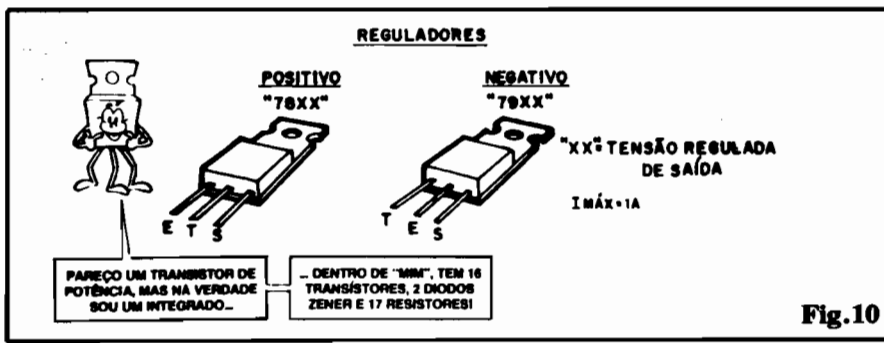 REGULADORES
POSITIVO
"78XX"
NEGATIVO
"79XX"
"XX"= TENSÃO REGULADA
DE SAÍDA
I MÁX=1A
E T S
T E S
PAREÇO UM TRANSISTOR DE
POTÊNCIA, MAS NA VERDADE
SOU UM INTEGRADO...
... DENTRO DE "MIM", TEM 16
TRANSÍSTORES, 2 DIODOS
ZENER E 17 RESISTORES!
Fig.10